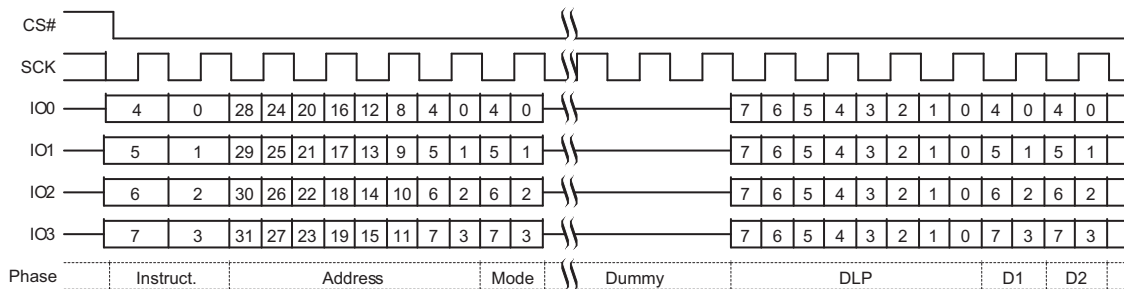 CS#
SCK
IO0 4 0 28 24 20 16 12 8 4 0 4 0 7 6 5 4 3 2 1 0 4 0 4 0
IO1 5 1 29 25 21 17 13 9 5 1 5 1 7 6 5 4 3 2 1 0 5 1 5 1
IO2 6 2 30 26 22 18 14 10 6 2 6 2 7 6 5 4 3 2 1 0 6 2 6 2
IO3 7 3 31 27 23 19 15 11 7 3 7 3 7 6 5 4 3 2 1 0 7 3 7 3
Phase Instruct. Address Mode Dummy DLP D1 D2